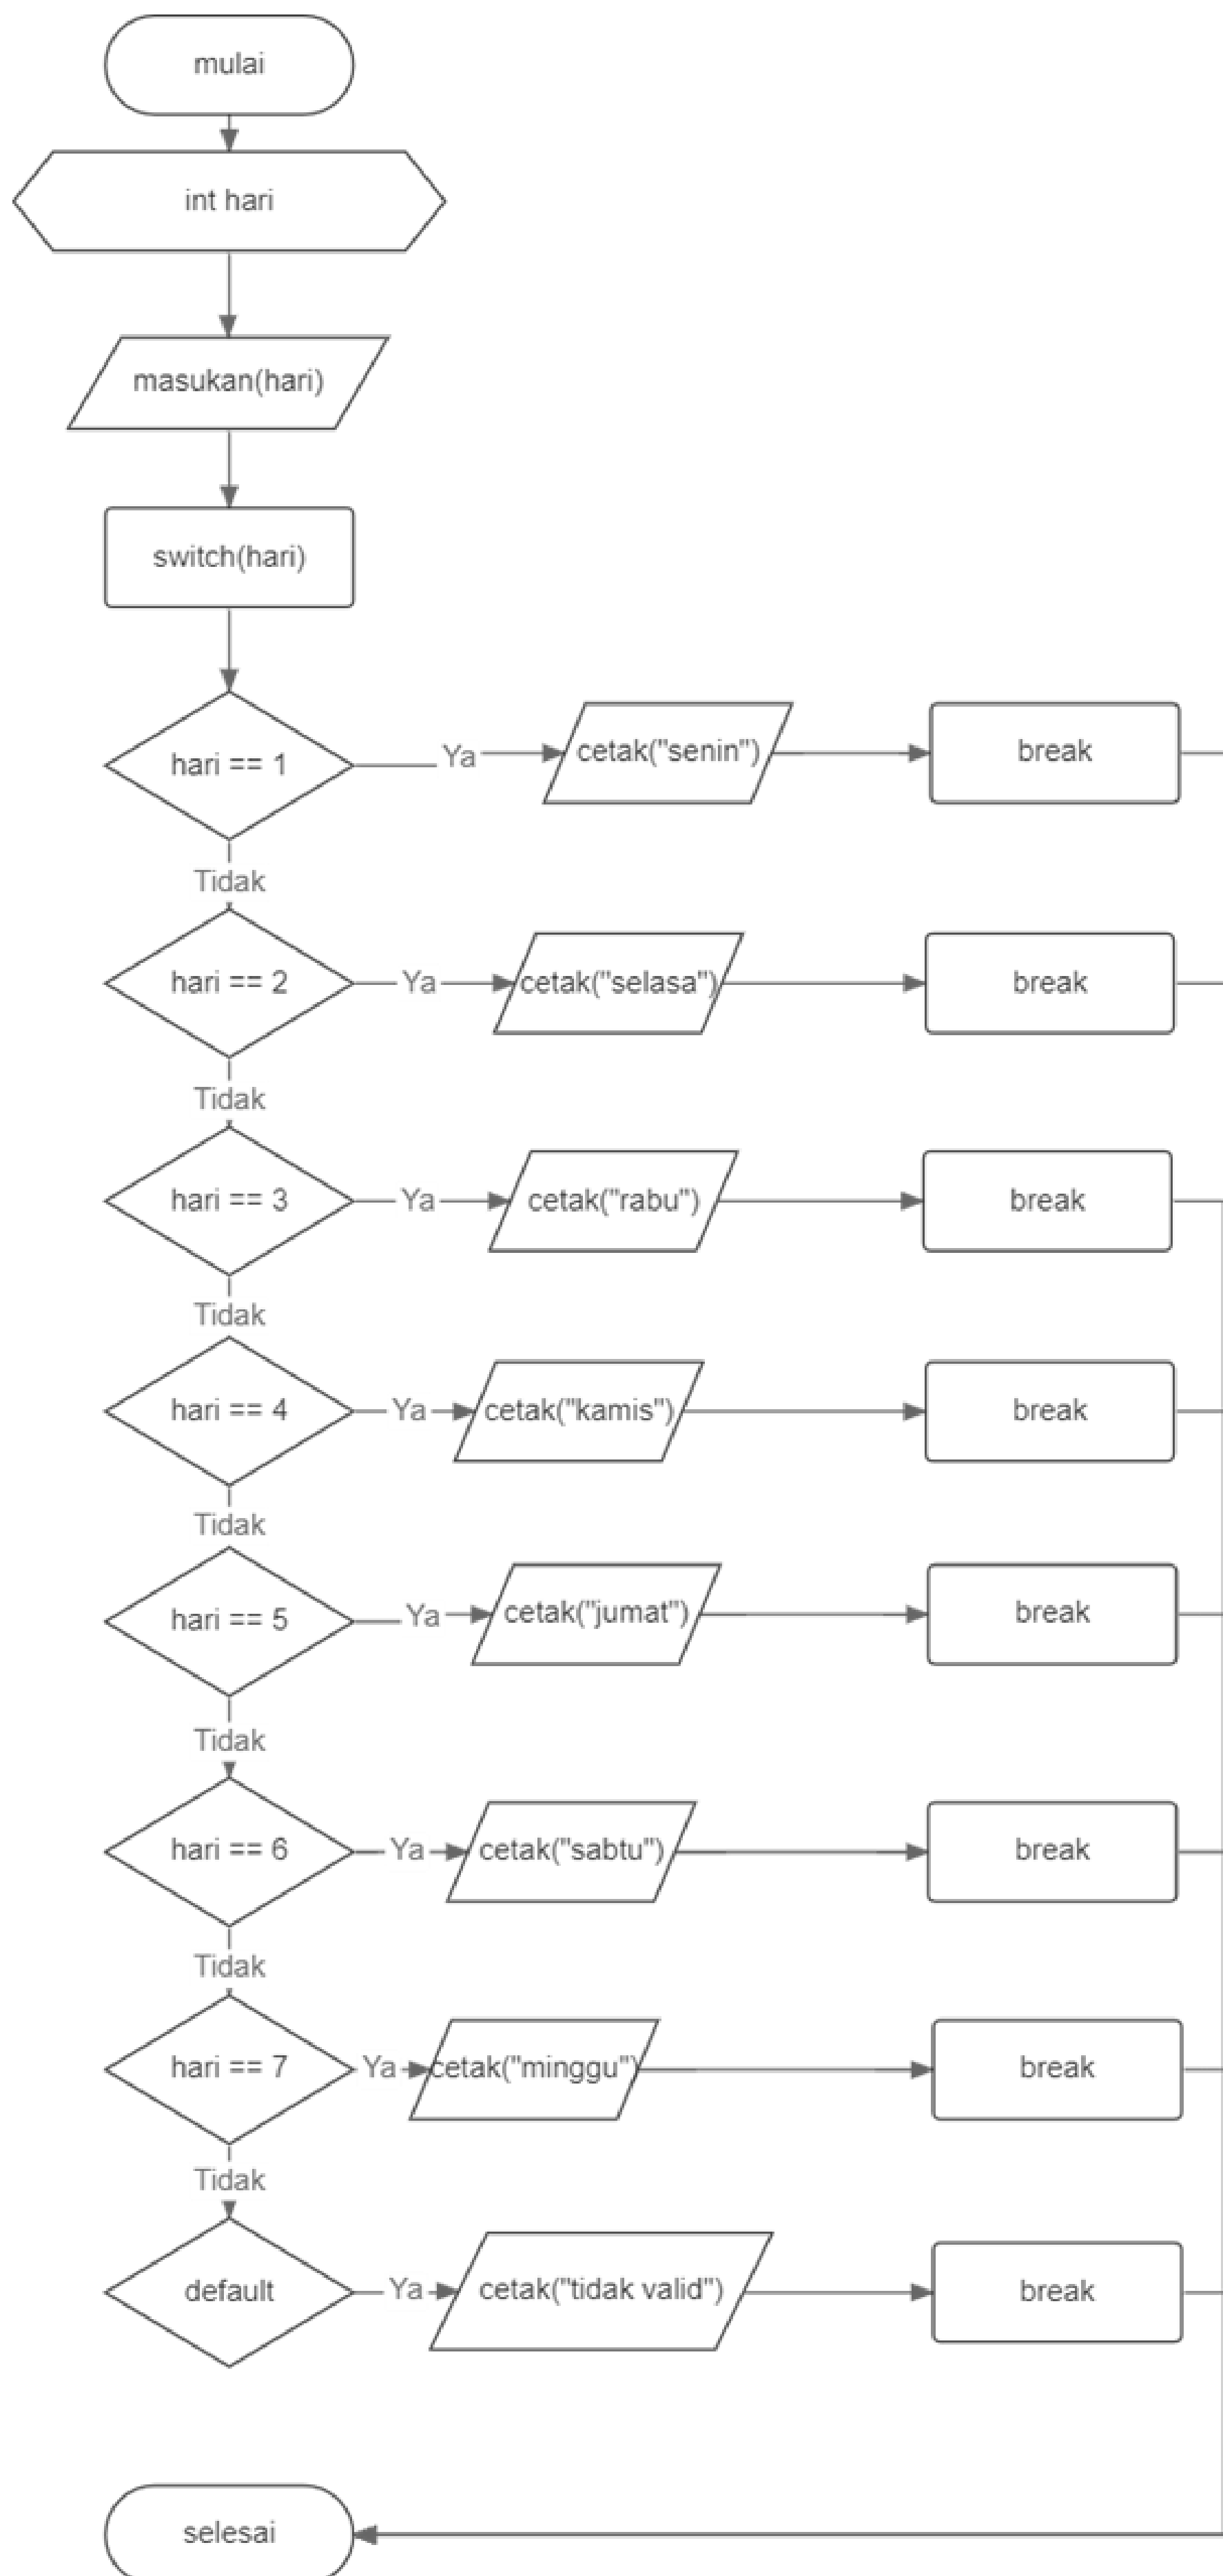 mulai
int hari
masukan(hari)
switch(hari)
hari == 1
Ya
cetak("senin")
break
Tidak
hari == 2
Ya
cetak("selasa")
break
Tidak
hari == 3
Ya
cetak("rabu")
break
Tidak
hari == 4
Ya
cetak("kamis")
break
Tidak
hari == 5
Ya
cetak("jumat")
break
Tidak
hari == 6
Ya
cetak("sabtu")
break
Tidak
hari == 7
Ya
cetak("minggu")
break
Tidak
default
Ya
cetak("tidak valid")
break
selesai